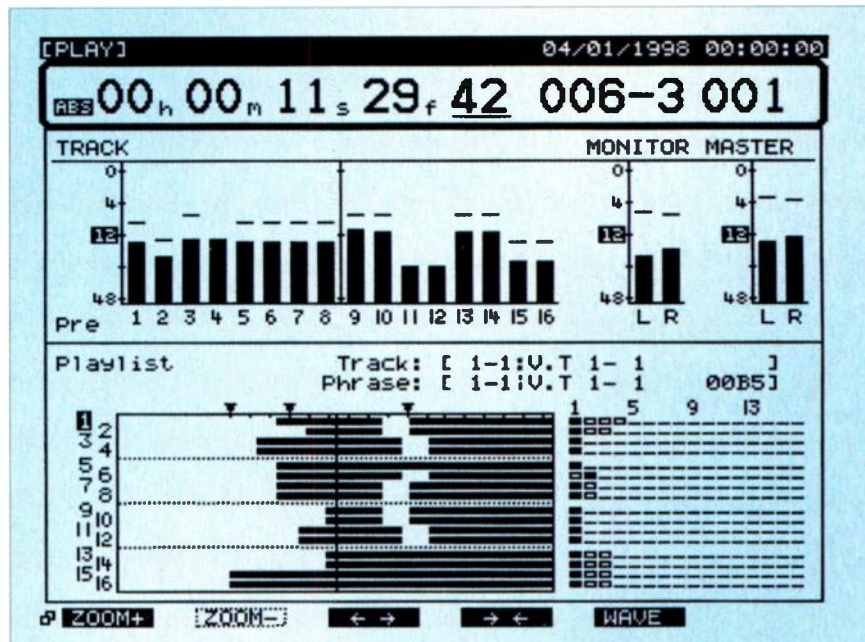 [PLAY] 04/01/1998 00:00:00
ABS 00h 00m 11s 29f 42 006-3 001
TRACK MONITOR MASTER
0 0 0
4 4
12 12 12
48 48 48
Pre 1 2 3 4 5 6 7 8 9 10 11 12 13 14 15 16 L R L R
Playlist Track: [ 1-1:V.T 1- 1 ]
Phrase: [ 1-1:V.T 1- 1 00B5]
1 5 9 13
1
2
3
4
5
6
7
8
9
10
11
12
13
14
15
16
ZOOM+ ZOOM- ← → → ← WAVE